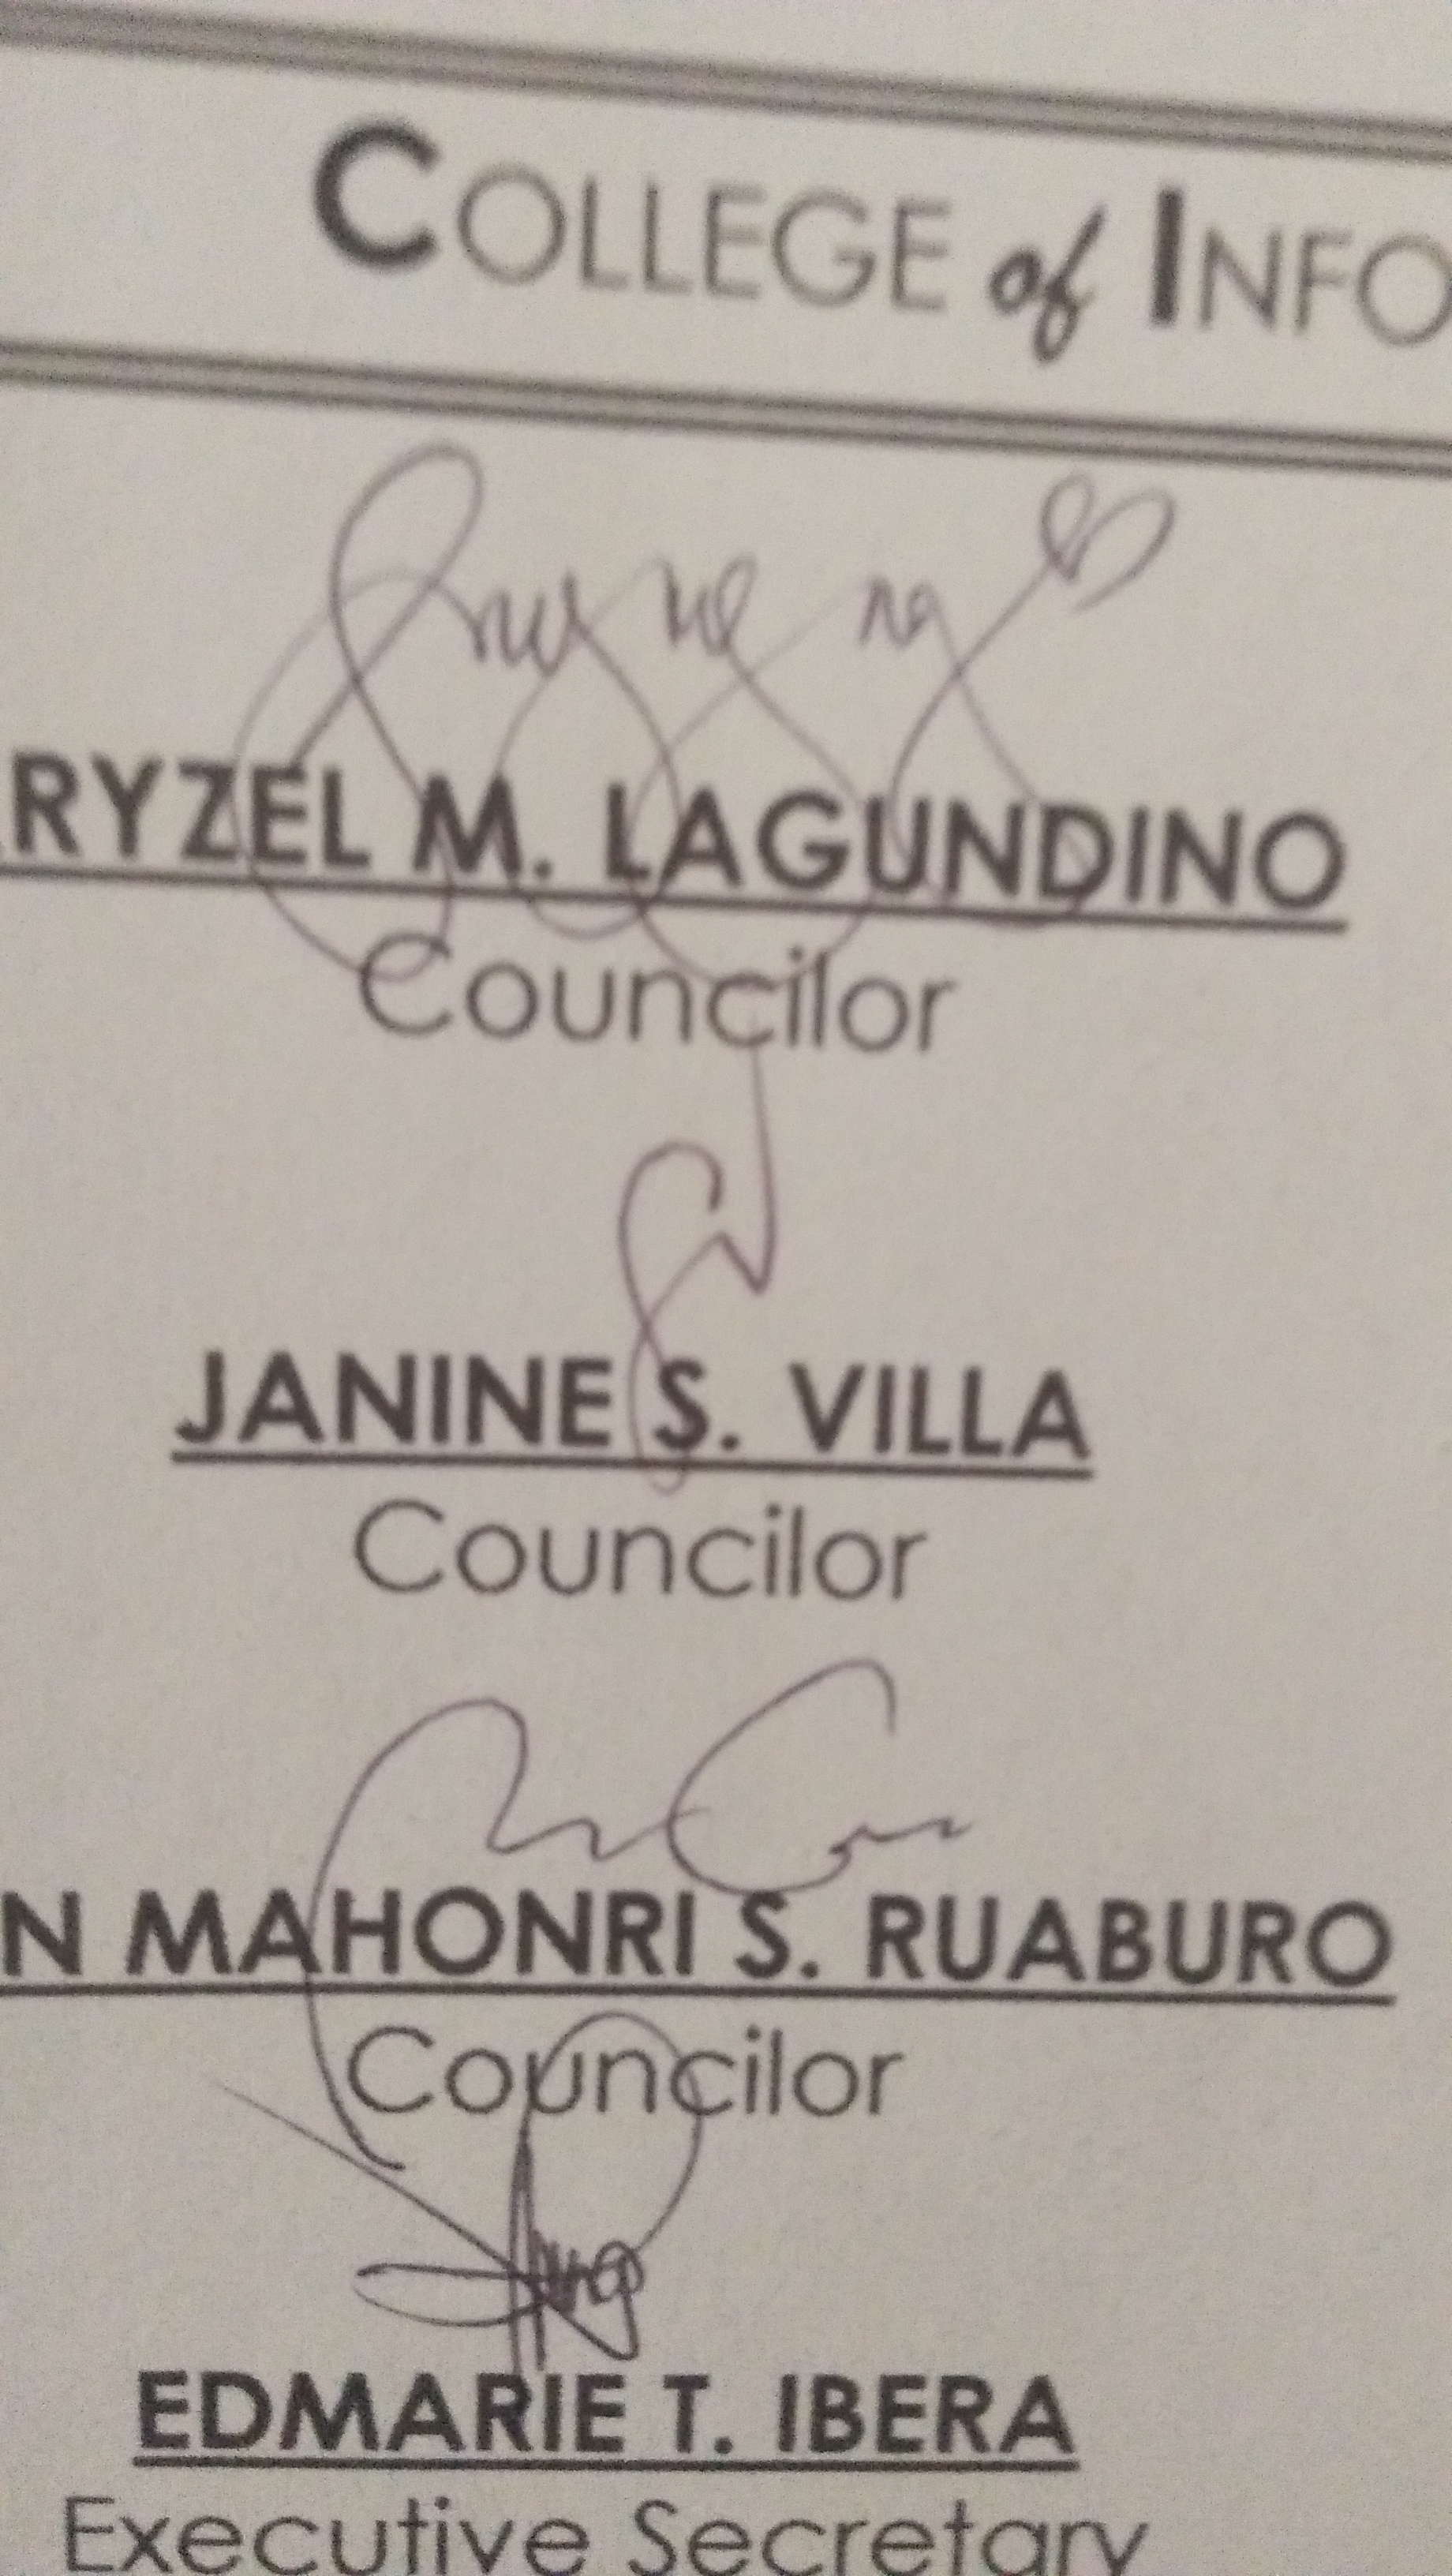 COLLEGE of INFO
RYZEL M. LAGUNDINO
Councilor
JANINE S. VILLA
Councilor
N MAHONRI S. RUABURO
Councilor
EDMARIE T. IBERA
Executive Secretary